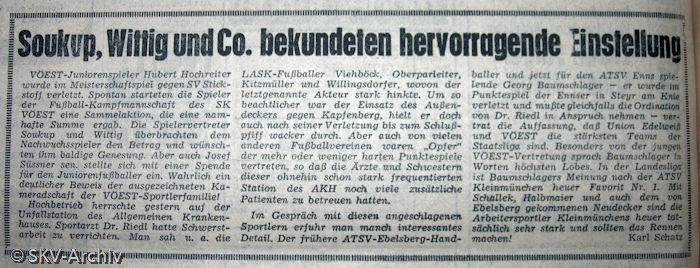 Soukup, Wittig und Co. bekundeten hervorragende Einstellung
VÖEST-Juniorenspieler Hubert Hochreiter
wurde im Meisterschaftsspiel gegen SV Stick-
stoff verletzt. Spontan starteten die Spieler
der Fußball-Kampfmannschaft des SK
VÖEST eine Sammelaktion, die eine nam-
hafte Summe ergab. Die Spielervertreter
Soukup und Wittig überbrachten dem
Nachwuchsspieler den Betrag und wünsch-
ten ihm baldige Genesung. Aber auch Josef
Süssner sen. stellte sich mit einer Spende
für den Juniorenfußballer ein. Wahrlich ein
deutlicher Beweis der ausgezeichneten Ka-
meradschaft der VÖEST-Sportlerfamilie!
Hochbetrieb herrschte gestern auf der
Unfallstation des Allgemeinen Kranken-
hauses. Sportarzt Dr. Riedl hatte Schwerst-
arbeit zu verrichten. Man sah u. a. die
LASK-Fußballer Viehböck, Oberparleiter,
Kitzmüller und Willingsdorfer, wovon der
letztgenannte Akteur stark hinkte. Um so
beachtlicher war der Einsatz des Außen-
deckers gegen Kapfenberg, hielt er doch
auch nach seiner Verletzung bis zum Schluß-
pfiff wacker durch. Aber auch von vielen
anderen Fußballvereinen waren „Opfer"
der mehr oder weniger harten Punktespiele
vertreten, so daß die Ärzte und Schwestern
dieser ohnehin schon stark frequentierten
Station des AKH noch viele zusätzliche
Patienten zu betreuen hatten.
Im Gespräch mit diesen angeschlagenen
Sportlern erfuhr man manch interessantes
Detail. Der frühere ATSV-Ebelsberg-Hand-
baller und jetzt für den ATSV Enns spie-
lende Georg Baumschlager — er wurde im
Punktespiel der Ennser in Steyr am Knie
verletzt und mußte gleichfalls die Ordination
von Dr. Riedl in Anspruch nehmen — ver-
trat die Auffassung, daß Union Edelweiß
und VÖEST die stärksten Teams der
Staatsliga sind. Besonders von der jungen
VÖEST-Vertretung sprach Baumschlager in
Worten höchsten Lobes. In der Landesliga
ist Baumschlagers Meinung nach der ATSV
Kleinmünchen heuer Favorit Nr. 1. Mit
Schallek, Halbmaier und auch dem von
Ebelsberg gekommenen Neudecker sind die
Arbeitersportler Kleinmünchens heuer tat-
sächlich sehr stark und sollten das Rennen
machen!
Karl Schatz
© SKV-Archiv